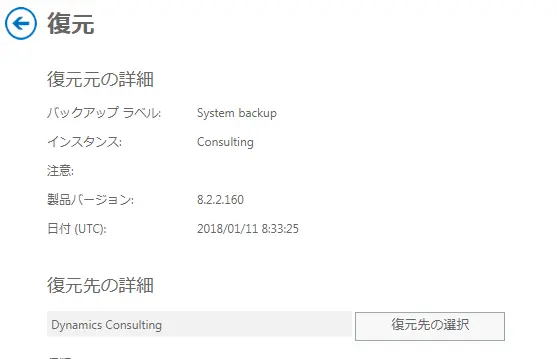 復元
復元元の詳細
バックアップ ラベル: System backup
インスタンス: Consulting
注意:
製品バージョン: 8.2.2.160
日付 (UTC): 2018/01/11 8:33:25
復元先の詳細
Dynamics Consulting 復元先の選択